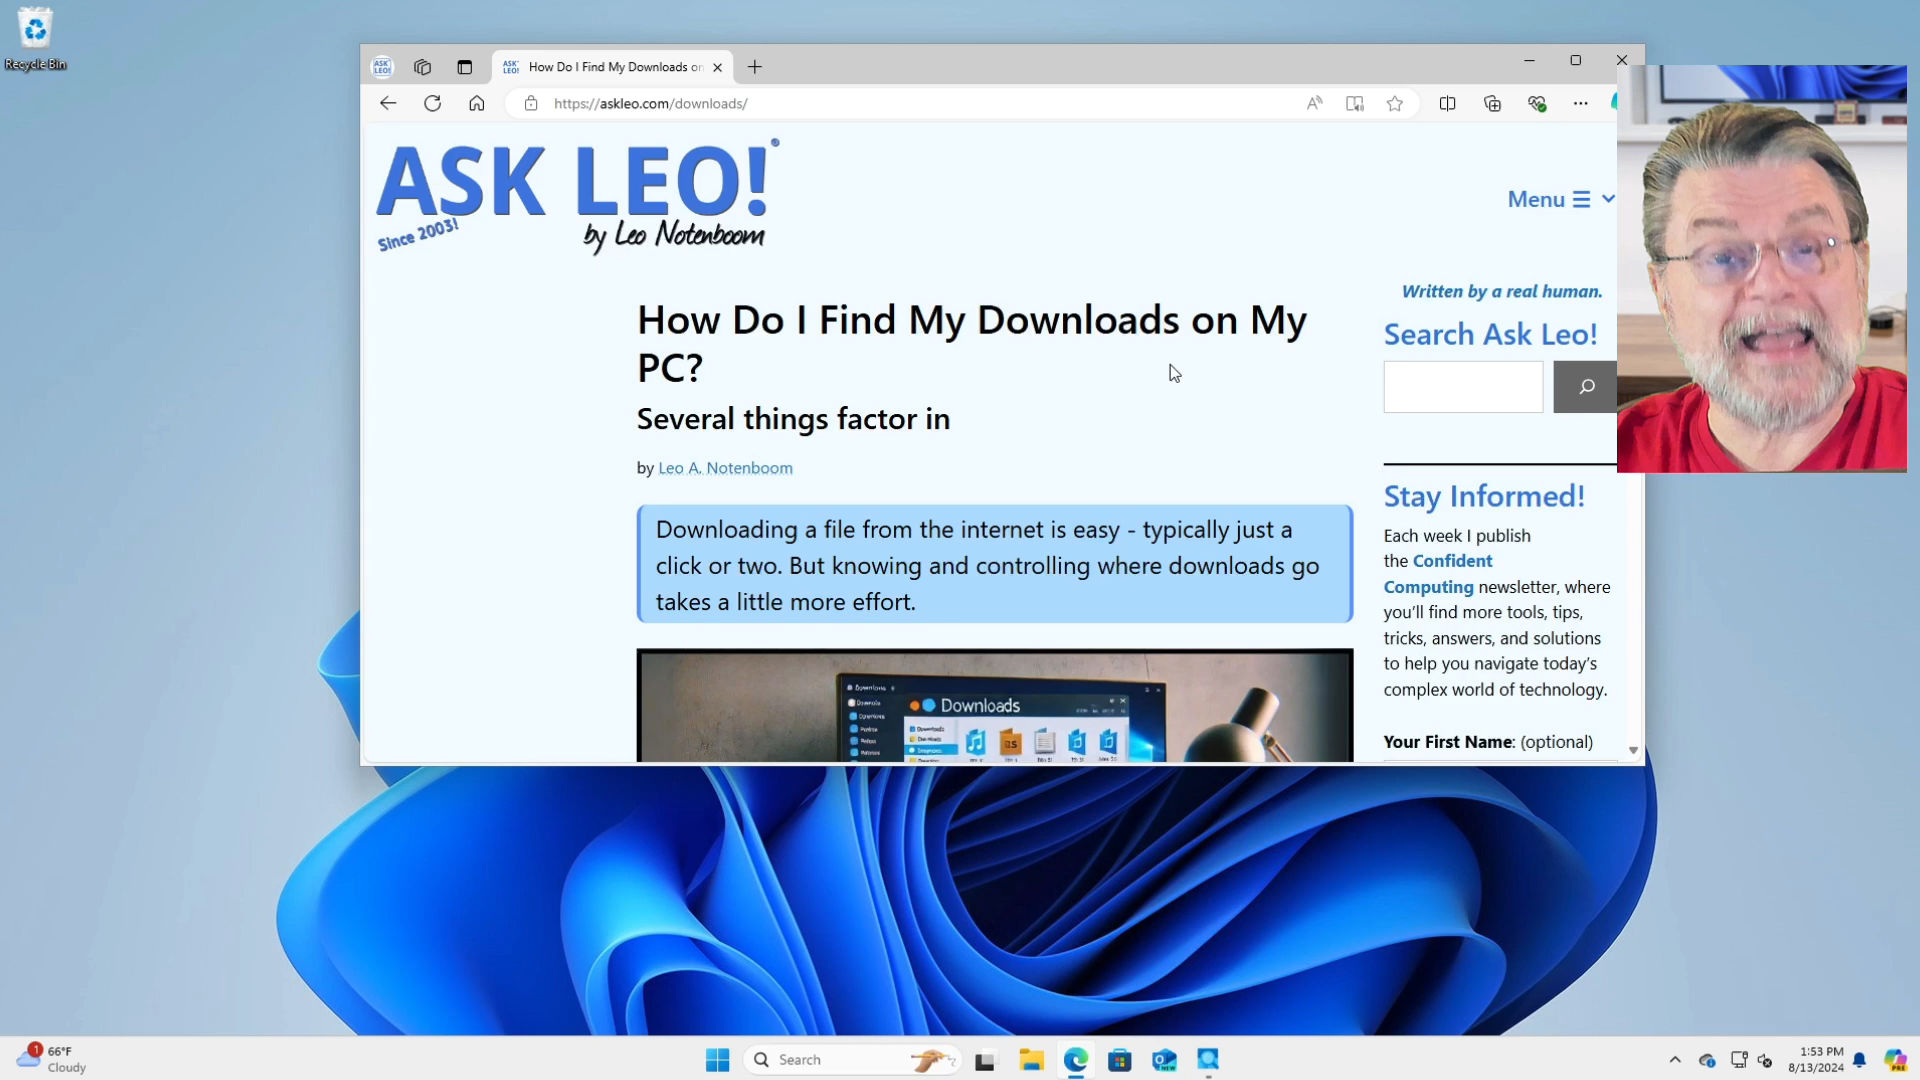 Recycle Bin
ASK LEO!
How Do I Find My Downloads on
https://askleo.com/downloads/
ASK LEO!
Since 2003!
by Leo Notenboom
Menu
How Do I Find My Downloads on My
PC?
Several things factor in
by Leo A. Notenboom
Downloading a file from the internet is easy - typically just a
click or two. But knowing and controlling where downloads go
takes a little more effort.
Downloads
Written by a real human.
Search Ask Leo!
Stay Informed!
Each week I publish
the Confident
Computing newsletter, where
you'll find more tools, tips,
tricks, answers, and solutions
to help you navigate today's
complex world of technology.
Your First Name: (optional)
1
66°F
Cloudy
Search
NEW
1:53 PM
8/13/2024
PRE